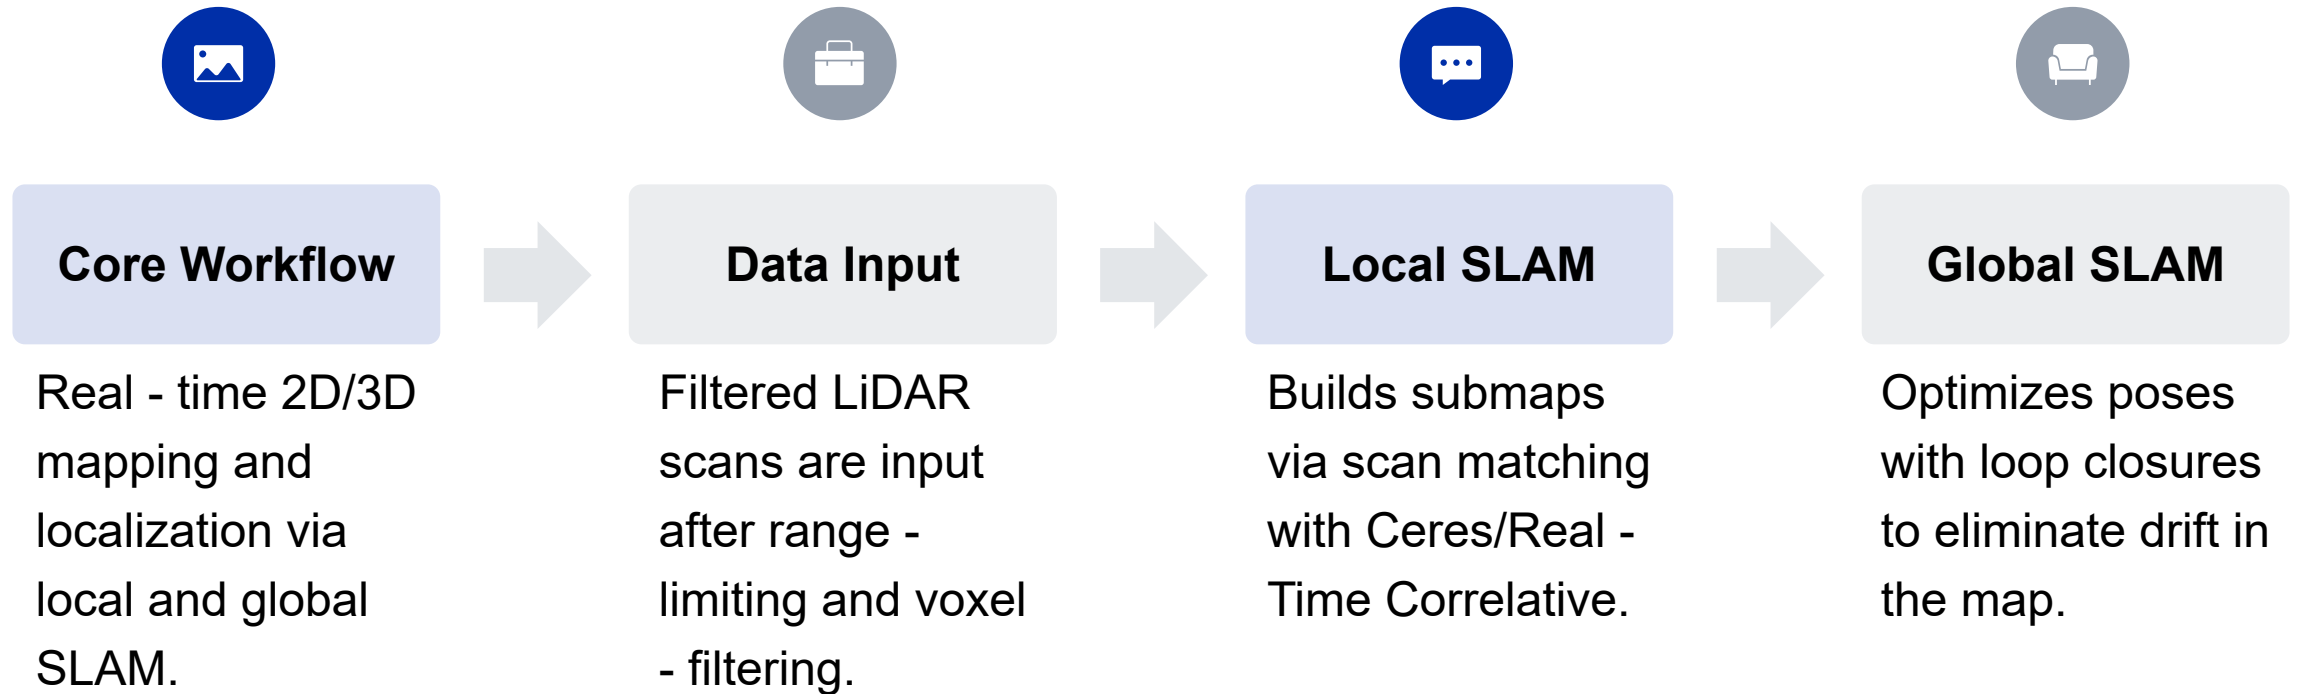 Core Workflow
Real - time 2D/3D
mapping and
localization via
local and global
SLAM.
Data Input
Filtered LiDAR
scans are input
after range -
limiting and voxel
- filtering.
Local SLAM
Builds submaps
via scan matching
with Ceres/Real -
Time Correlative.
Global SLAM
Optimizes poses
with loop closures
to eliminate drift in
the map.